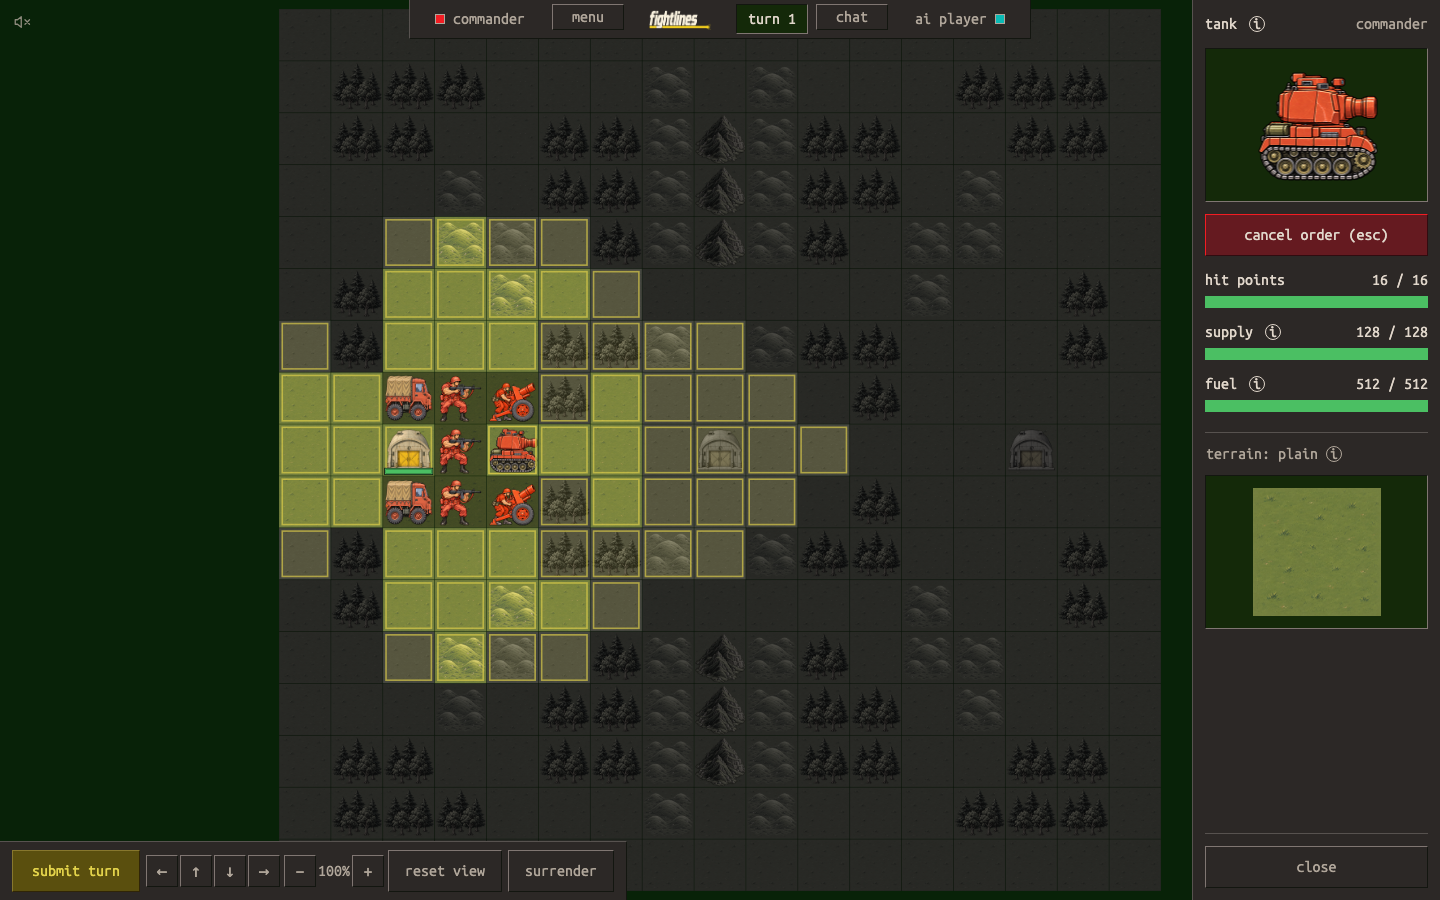 commander
menu
fightlines
turn 1
chat
ai player
tank i
commander
cancel order (esc)
hit points 16 / 16
supply i 128 / 128
fuel i 512 / 512
terrain: plain i
close
submit turn
← ↑ ↓ → − 100% +
reset view
surrender